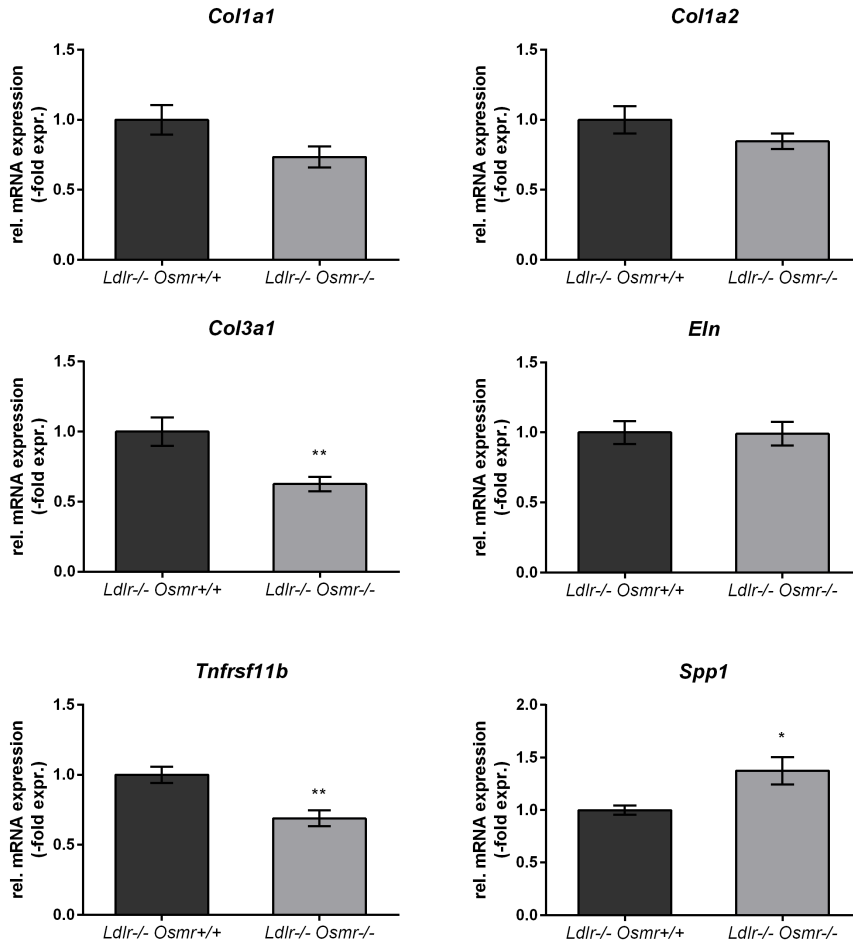 Col1a1
rel. mRNA expression
(-fold expr.)
1.5
1.0
0.5
0.0
Ldlr-/- Osmr+/+ Ldlr-/- Osmr-/-
Col1a2
rel. mRNA expression
(-fold expr.)
1.5
1.0
0.5
0.0
Ldlr-/- Osmr+/+ Ldlr-/- Osmr-/-
Col3a1
rel. mRNA expression
(-fold expr.)
1.5
1.0
0.5
0.0
**
Ldlr-/- Osmr+/+ Ldlr-/- Osmr-/-
Eln
rel. mRNA expression
(-fold expr.)
1.5
1.0
0.5
0.0
Ldlr-/- Osmr+/+ Ldlr-/- Osmr-/-
Tnfrsf11b
rel. mRNA expression
(-fold expr.)
1.5
1.0
0.5
0.0
**
Ldlr-/- Osmr+/+ Ldlr-/- Osmr-/-
Spp1
rel. mRNA expression
(-fold expr.)
2.0
1.5
1.0
0.5
0.0
*
Ldlr-/- Osmr+/+ Ldlr-/- Osmr-/-